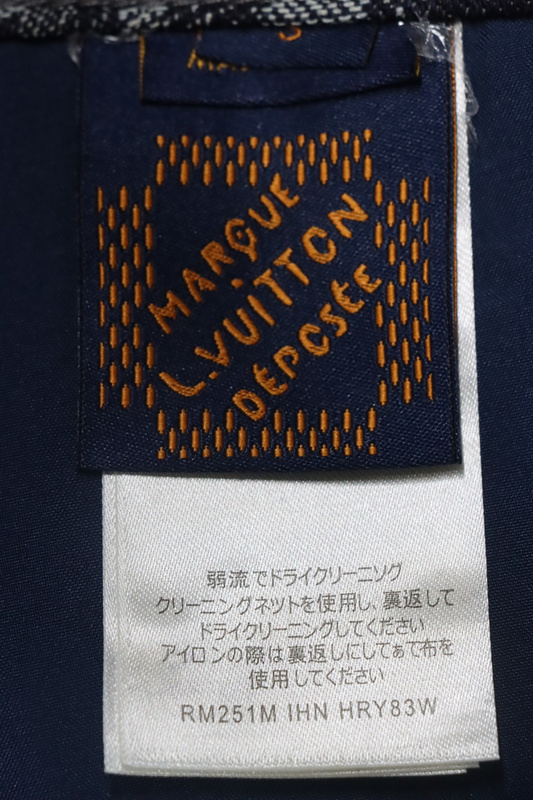 S
MARQUE
L.VUITTON
DÉPOSÉE
弱流でドライクリーニソグ
クリーニングネットを使用し、裏返して
ドライクリーニングしてください
アイロンの際は裏返しにしてあて布を
使用してください
RM251M IHN HRY83W